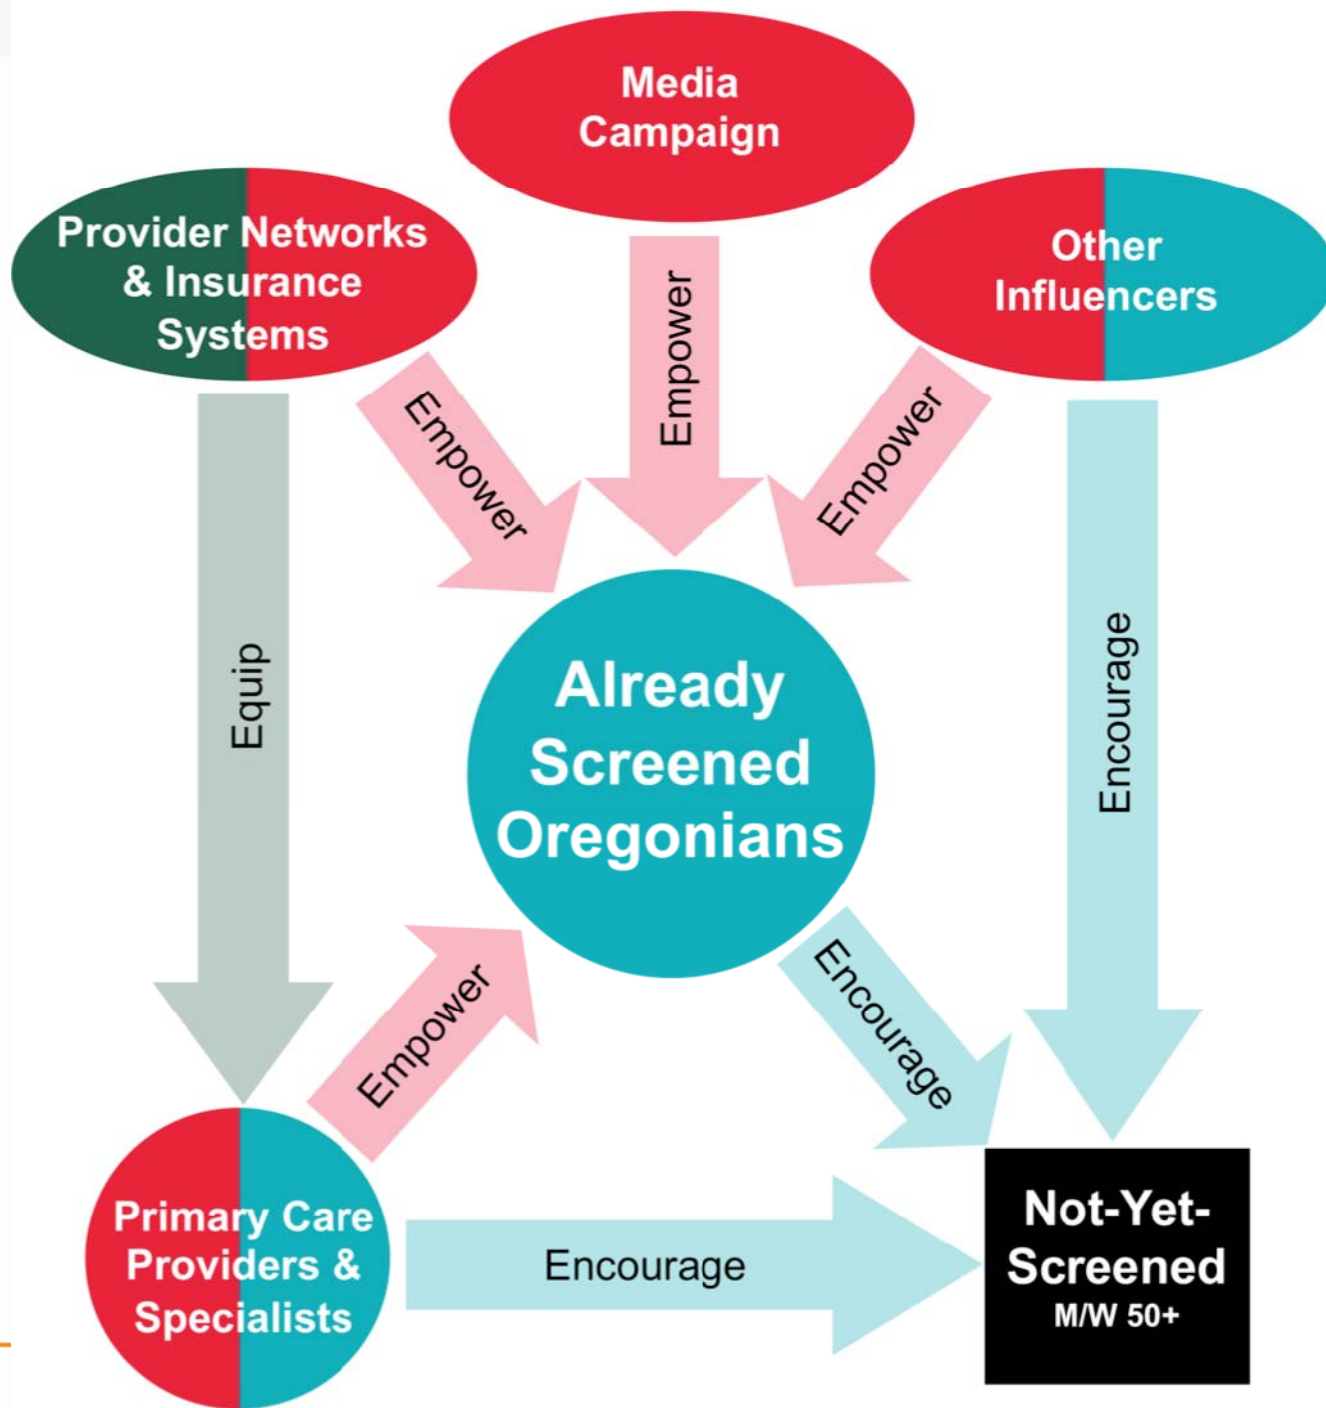 Media
Campaign
Provider Networks
& Insurance
Systems
Other
Influencers
Empower
Empower
Empower
Equip
Encourage
Already
Screened
Oregonians
Empower
Encourage
Primary Care
Providers &
Specialists
Encourage
Not-Yet-
Screened
M/W 50+